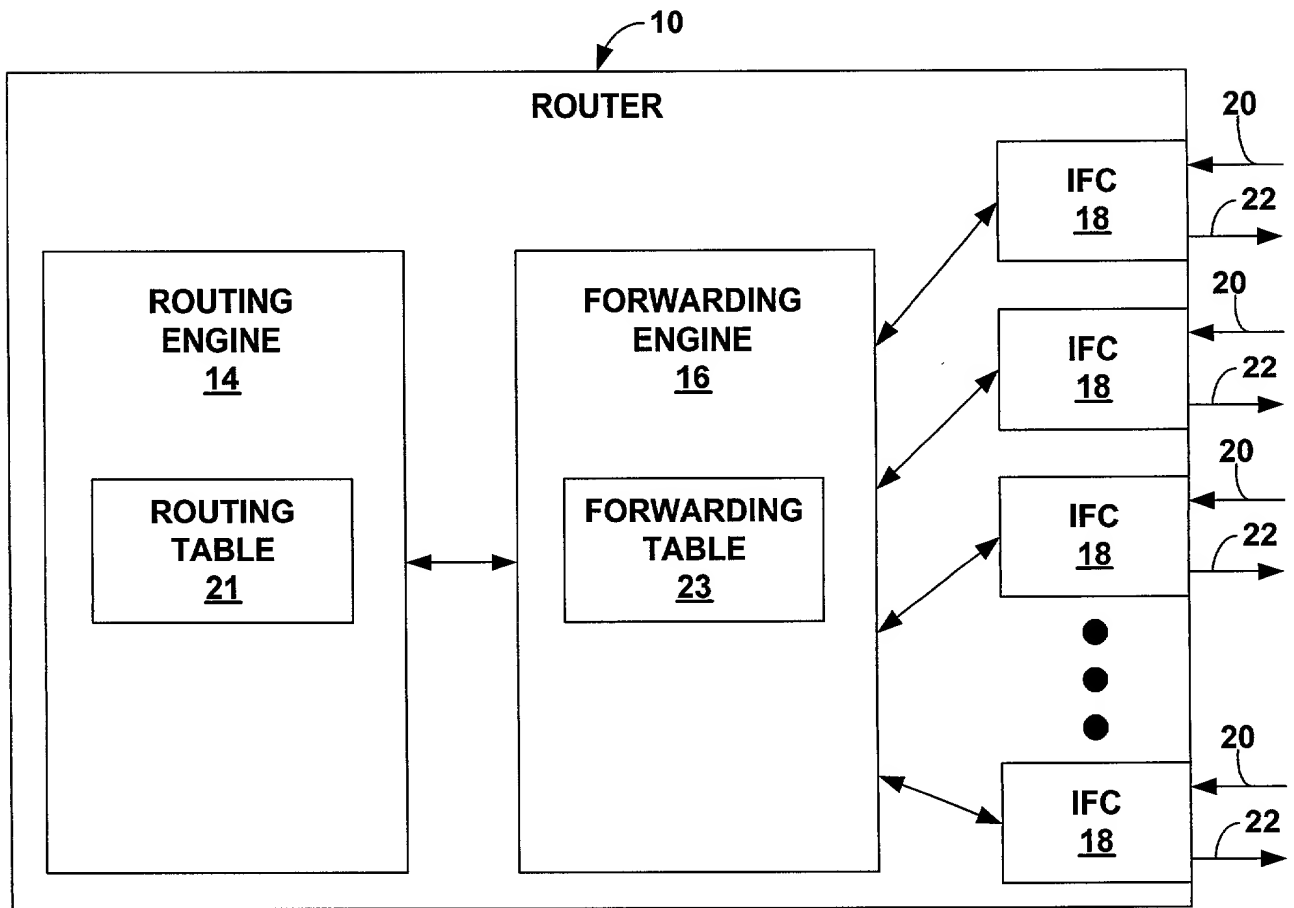 10
ROUTER
ROUTING
ENGINE
14
ROUTING
TABLE
21
FORWARDING
ENGINE
16
FORWARDING
TABLE
23
IFC
18
20
22
IFC
18
20
22
IFC
18
20
22
IFC
18
20
22